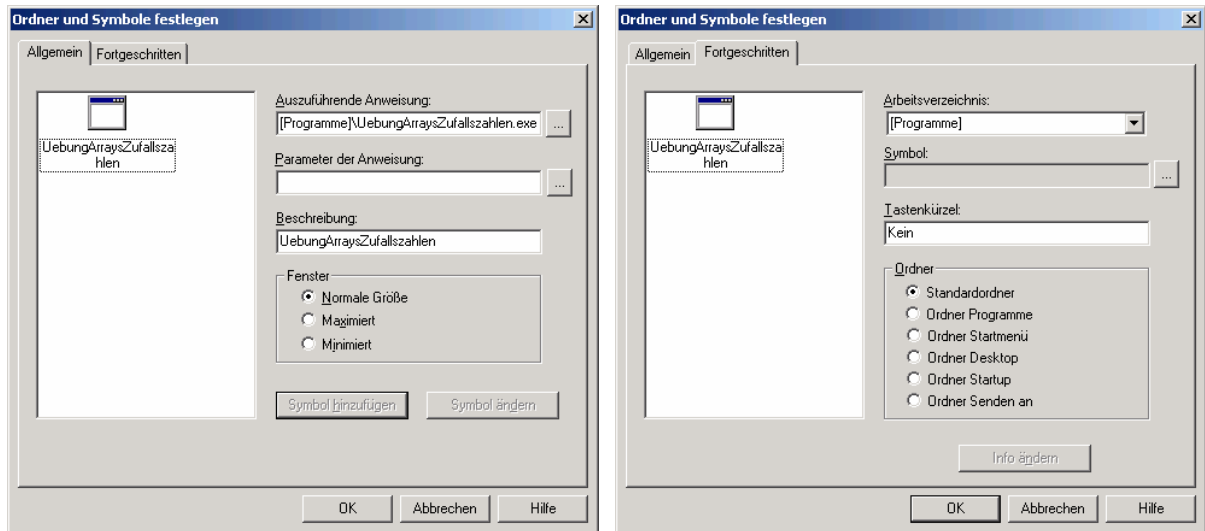 Ordner und Symbole festlegen
Allgemein
Fortgeschritten
UebungArraysZufallsza
hlen
Auszuführende Anweisung:
[Programme]\UebungArraysZufallszahlen.exe
...
Parameter der Anweisung:
...
Beschreibung:
UebungArraysZufallszahlen
Fenster
Normale Größe
Maximiert
Minimiert
Symbol hinzufügen
Symbol ändern
OK
Abbrechen
Hilfe
Ordner und Symbole festlegen
Allgemein
Fortgeschritten
UebungArraysZufallsza
hlen
Arbeitsverzeichnis:
[Programme]
Symbol:
...
Tastenkürzel:
Kein
Ordner
Standardordner
Ordner Programme
Ordner Startmenü
Ordner Desktop
Ordner Startup
Ordner Senden an
Info ändern
OK
Abbrechen
Hilfe